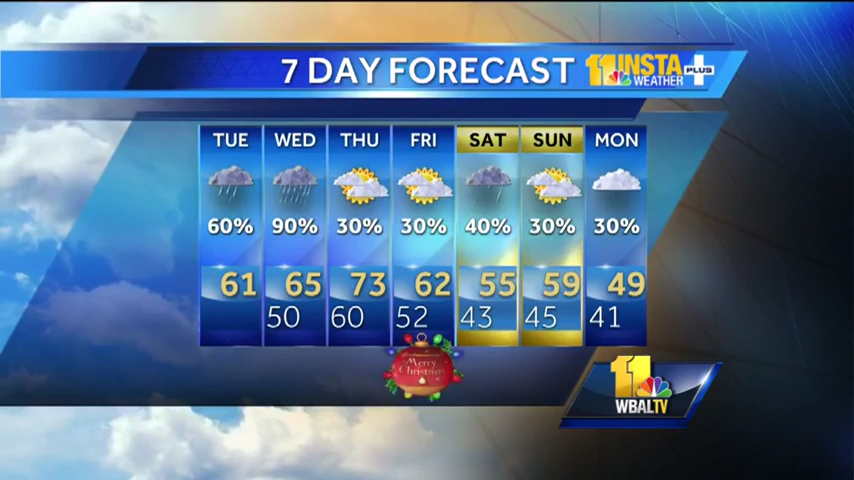 7 DAY FORECAST 11 INSTA WEATHER PLUS
TUE WED THU FRI SAT SUN MON
60% 90% 30% 30% 40% 30% 30%
61 65 73 62 55 59 49
50 60 52 43 45 41
Merry
Christmas
11
WBALTV